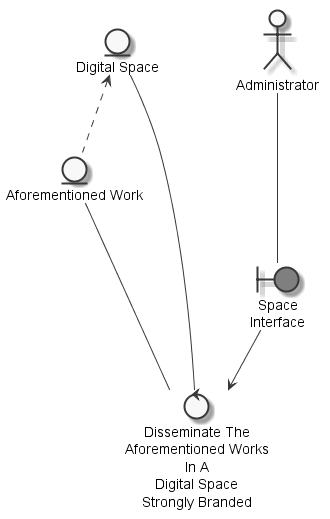 Digital Space
Administrator
Aforementioned Work
Space
Interface
Disseminate The
Aforementioned Works
In A
Digital Space
Strongly Branded